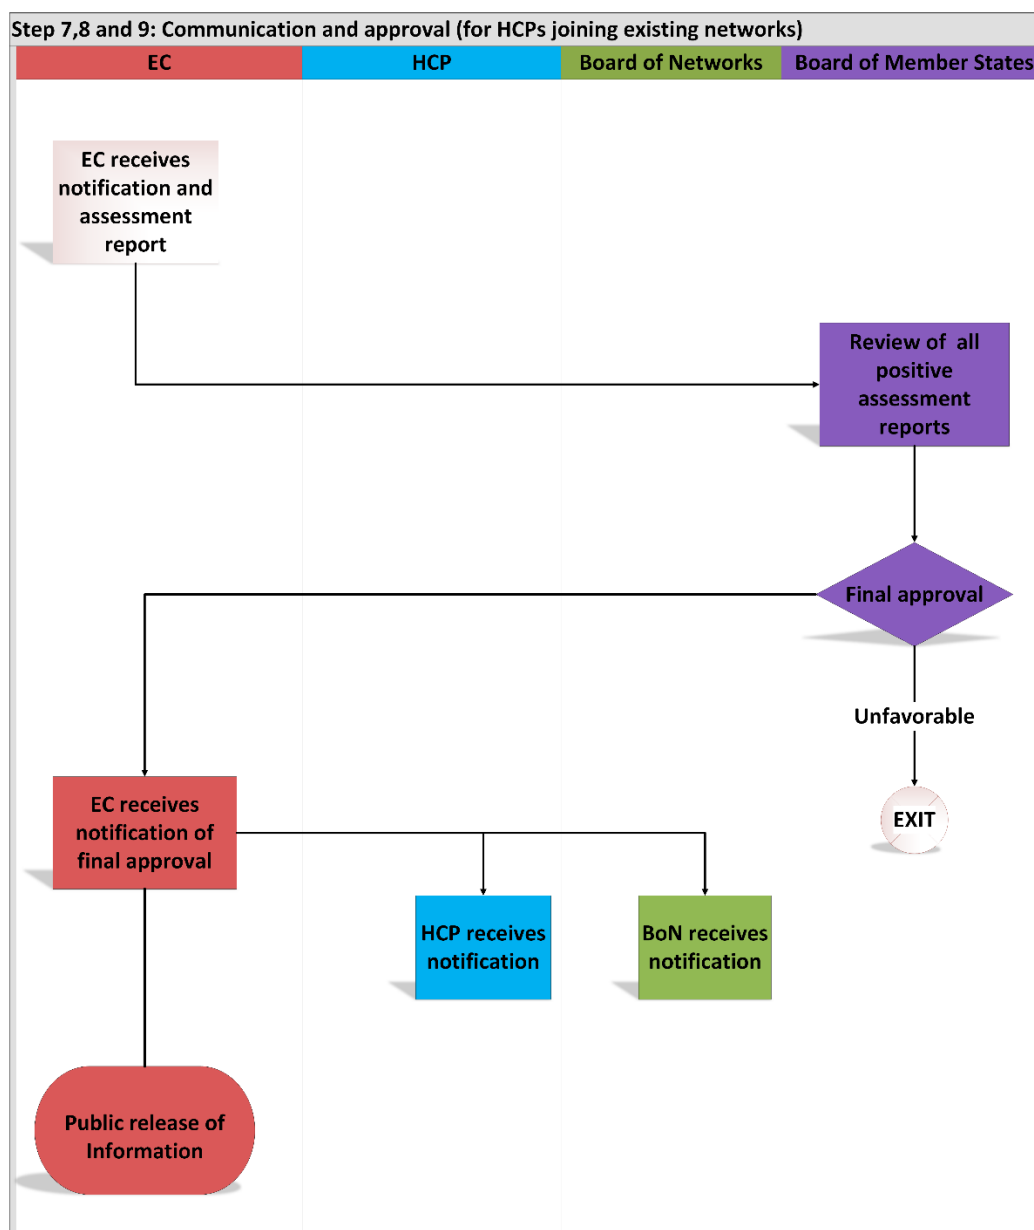 Step 7,8 and 9: Communication and approval (for HCPs joining existing networks)
EC
HCP
Board of Networks
Board of Member States
EC receives
notification and
assessment
report
Review of  all
positive
assessment
reports
Final approval
Unfavorable
EXIT
EC receives
notification of
final approval
HCP receives
notification
BoN receives
notification
Public release of
Information